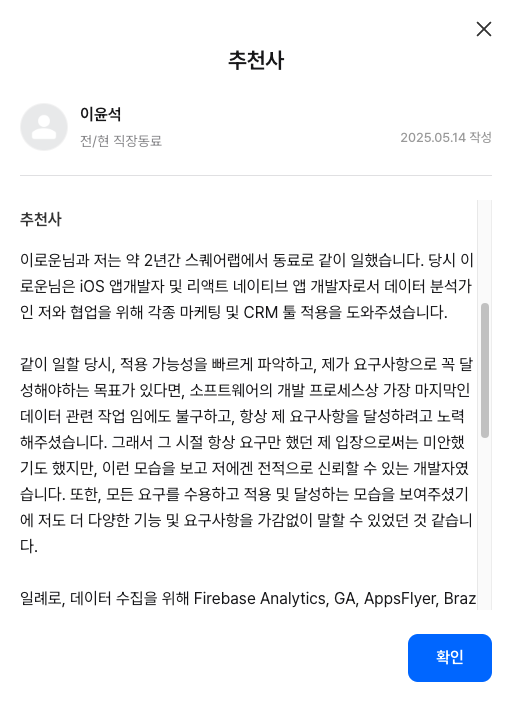 추천사
이윤석
전/현 직장동료
2025.05.14 작성
추천사
이로운님과 저는 약 2년간 스퀘어랩에서 동료로 같이 일했습니다. 당시 이
로운님은 iOS 앱개발자 및 리액트 네이티브 앱 개발자로서 데이터 분석가
인 저와 협업을 위해 각종 마케팅 및 CRM 툴 적용을 도와주셨습니다.
같이 일할 당시, 적용 가능성을 빠르게 파악하고, 제가 요구사항으로 꼭 달
성해야하는 목표가 있다면, 소프트웨어의 개발 프로세스상 가장 마지막인
데이터 관련 작업 임에도 불구하고, 항상 제 요구사항을 달성하려고 노력
해주셨습니다. 그래서 그 시절 항상 요구만 했던 제 입장으로써는 미안했
기도 했지만, 이런 모습을 보고 저에겐 전적으로 신뢰할 수 있는 개발자였
습니다. 또한, 모든 요구를 수용하고 적용 및 달성하는 모습을 보여주셨기
에 저도 더 다양한 기능 및 요구사항을 가감없이 말할 수 있었던 것 같습니
다.
일례로, 데이터 수집을 위해 Firebase Analytics, GA, AppsFlyer, Braz
확인